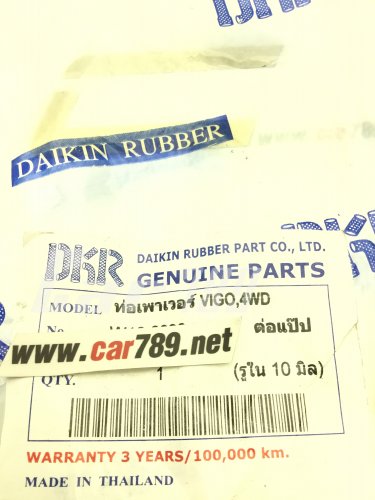 DKR
DAIKIN RUBBER
DKR
DAIKIN RUBBER PART CO., LTD.
GENUINE PARTS
MODEL ท่อเพาเวอร์ VIGO,4WD
No. ต่อแป๊ป
www.car789.net
QTY. 1 (รูใน 10 มิล)
WARRANTY 3 YEARS/100,000 km.
MADE IN THAILAND